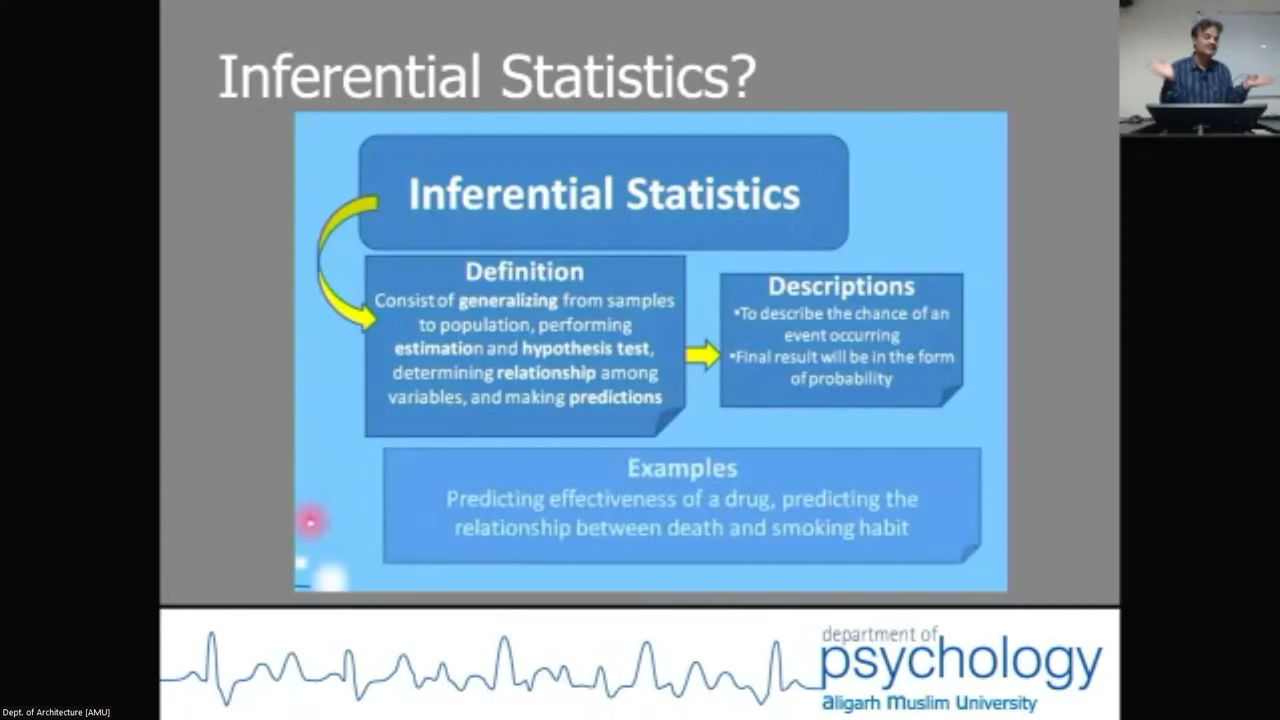 Inferential Statistics?
Inferential Statistics
Definition
Consist of generalizing from samples
to population, performing
estimation and hypothesis test,
determining relationship among
variables, and making predictions
Descriptions
•To describe the chance of an
event occurring
•Final result will be in the form
of probability
Examples
Predicting effectiveness of a drug, predicting the
relationship between death and smoking habit
department of
psychology
aligarh muslim university
Dept. of Architecture [AMU]